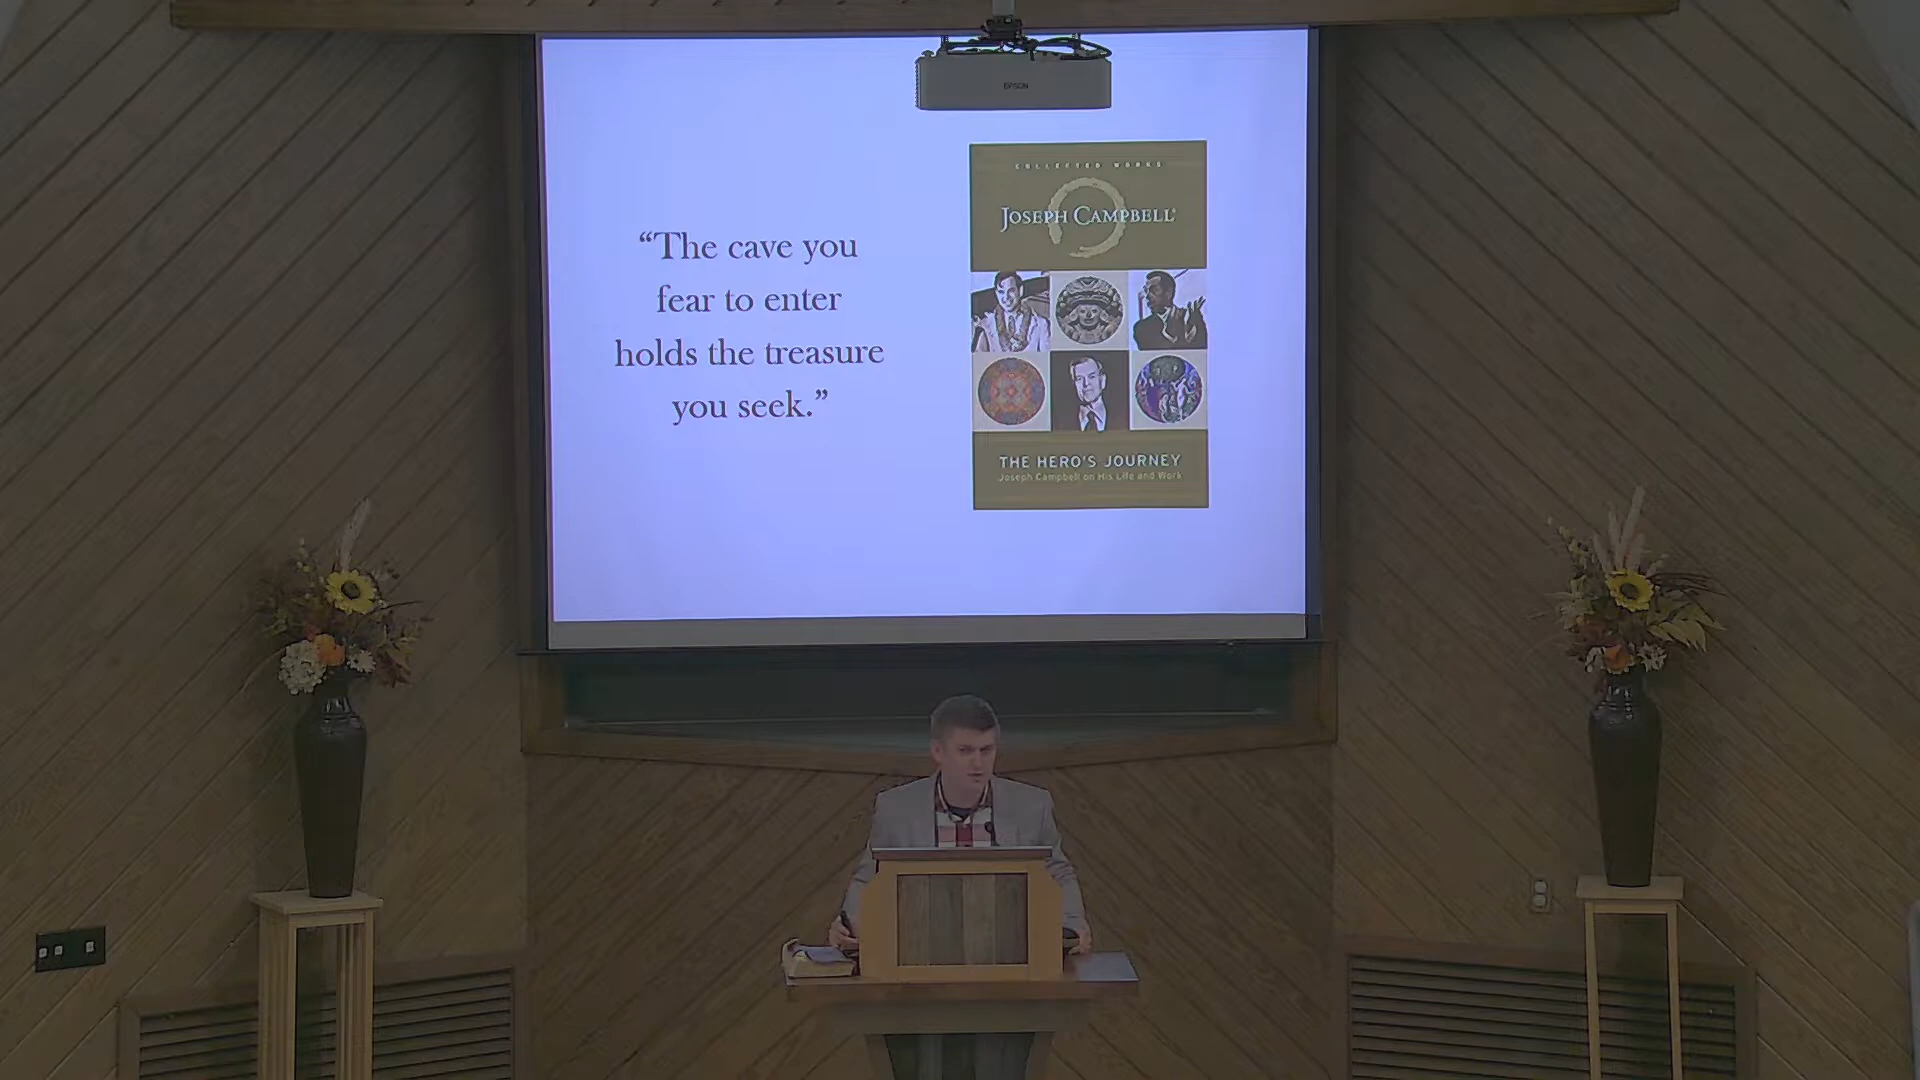 EPSON
“The cave you
fear to enter
holds the treasure
you seek.”
COLLECTED WORKS
JOSEPH CAMPBELL®
THE HERO'S JOURNEY
Joseph Campbell on His Life and Work